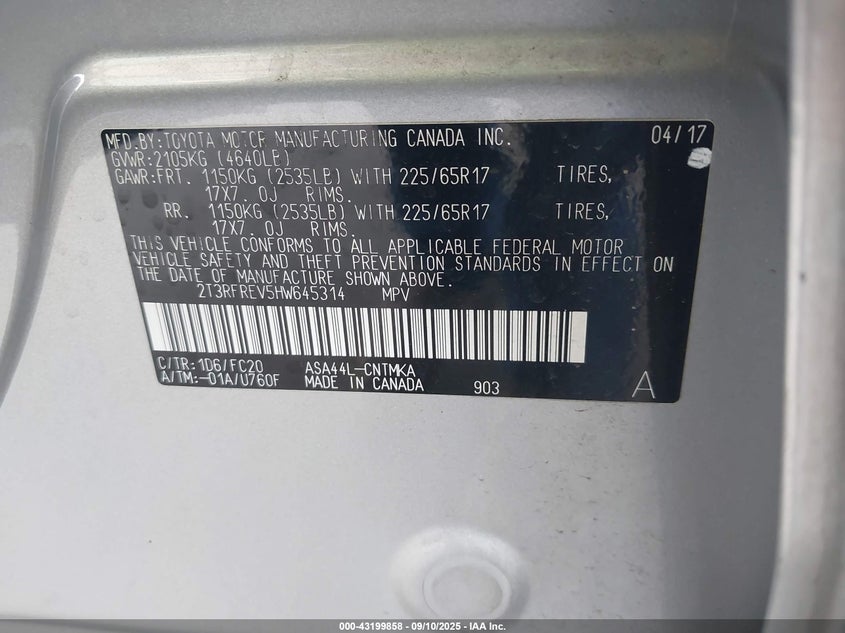 MFD.BY:TOYOTA MOTOR MANUFACTURING CANADA INC. 04/17
GVWR:2105KG (4640LB)
GAWR:FRT. 1150KG (2535LB) WITH 225/65R17 TIRES,
17X7.0J RIMS.
RR. 1150KG (2535LB) WITH 225/65R17 TIRES,
17X7.0J RIMS.
THIS VEHICLE CONFORMS TO ALL APPLICABLE FEDERAL MOTOR
VEHICLE SAFETY AND THEFT PREVENTION STANDARDS IN EFFECT ON
THE DATE OF MANUFACTURE SHOWN ABOVE.
2T3RFREV5HW645314 MPV
C/TR:1D6/FC20 ASA44L-CNTMKA
A/TM:-01A/U760F MADE IN CANADA 903 A
000-43199858 - 09/10/2025 - IAA Inc.